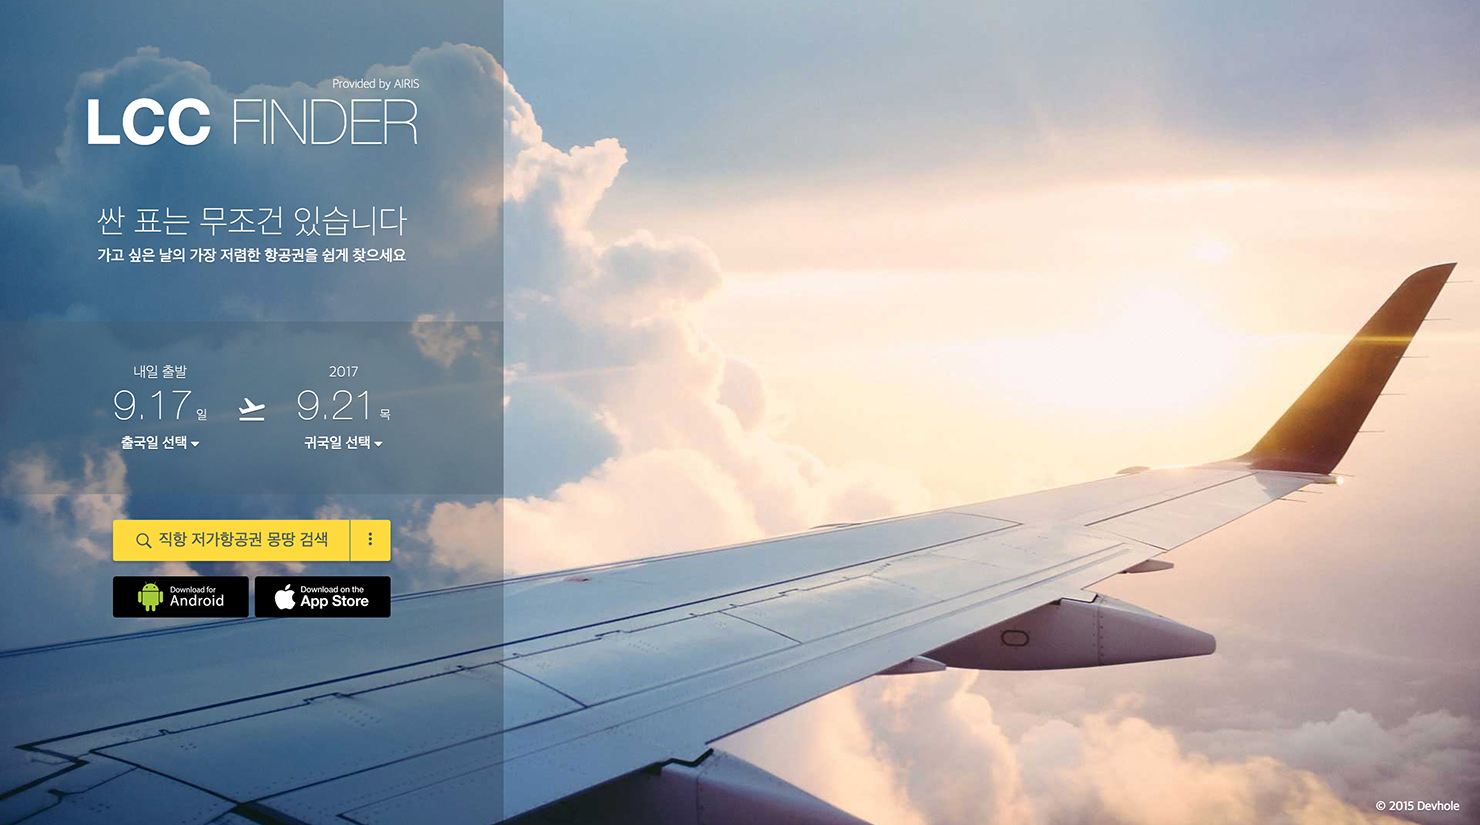 Provided by AIRIS
LCC FINDER
싼 표는 무조건 있습니다
가고 싶은 날의 가장 저렴한 항공권을 쉽게 찾으세요
내일 출발
9.17 일
출국일 선택
2017
9.21 목
귀국일 선택
직항 저가항공권 몽땅 검색
Download for
Android
Download on the
App Store
© 2015 Devhole